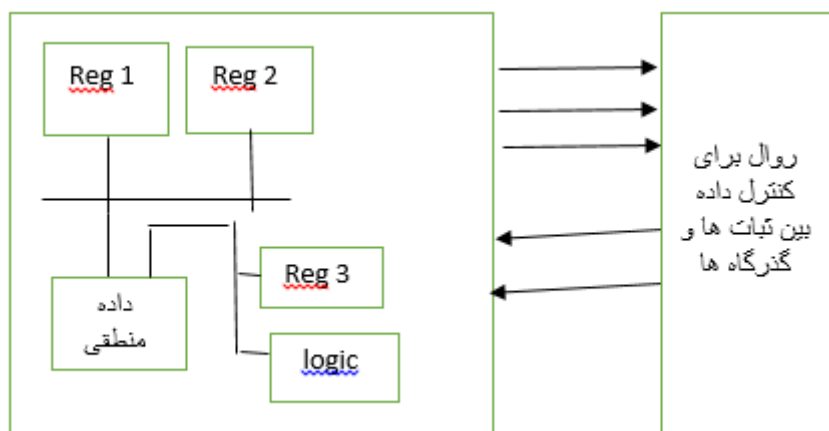 Reg 1
Reg 2
داده
منطقی
Reg 3
logic
روال برای
کنترل داده
بین ثبات ها و
گذرگاه ها